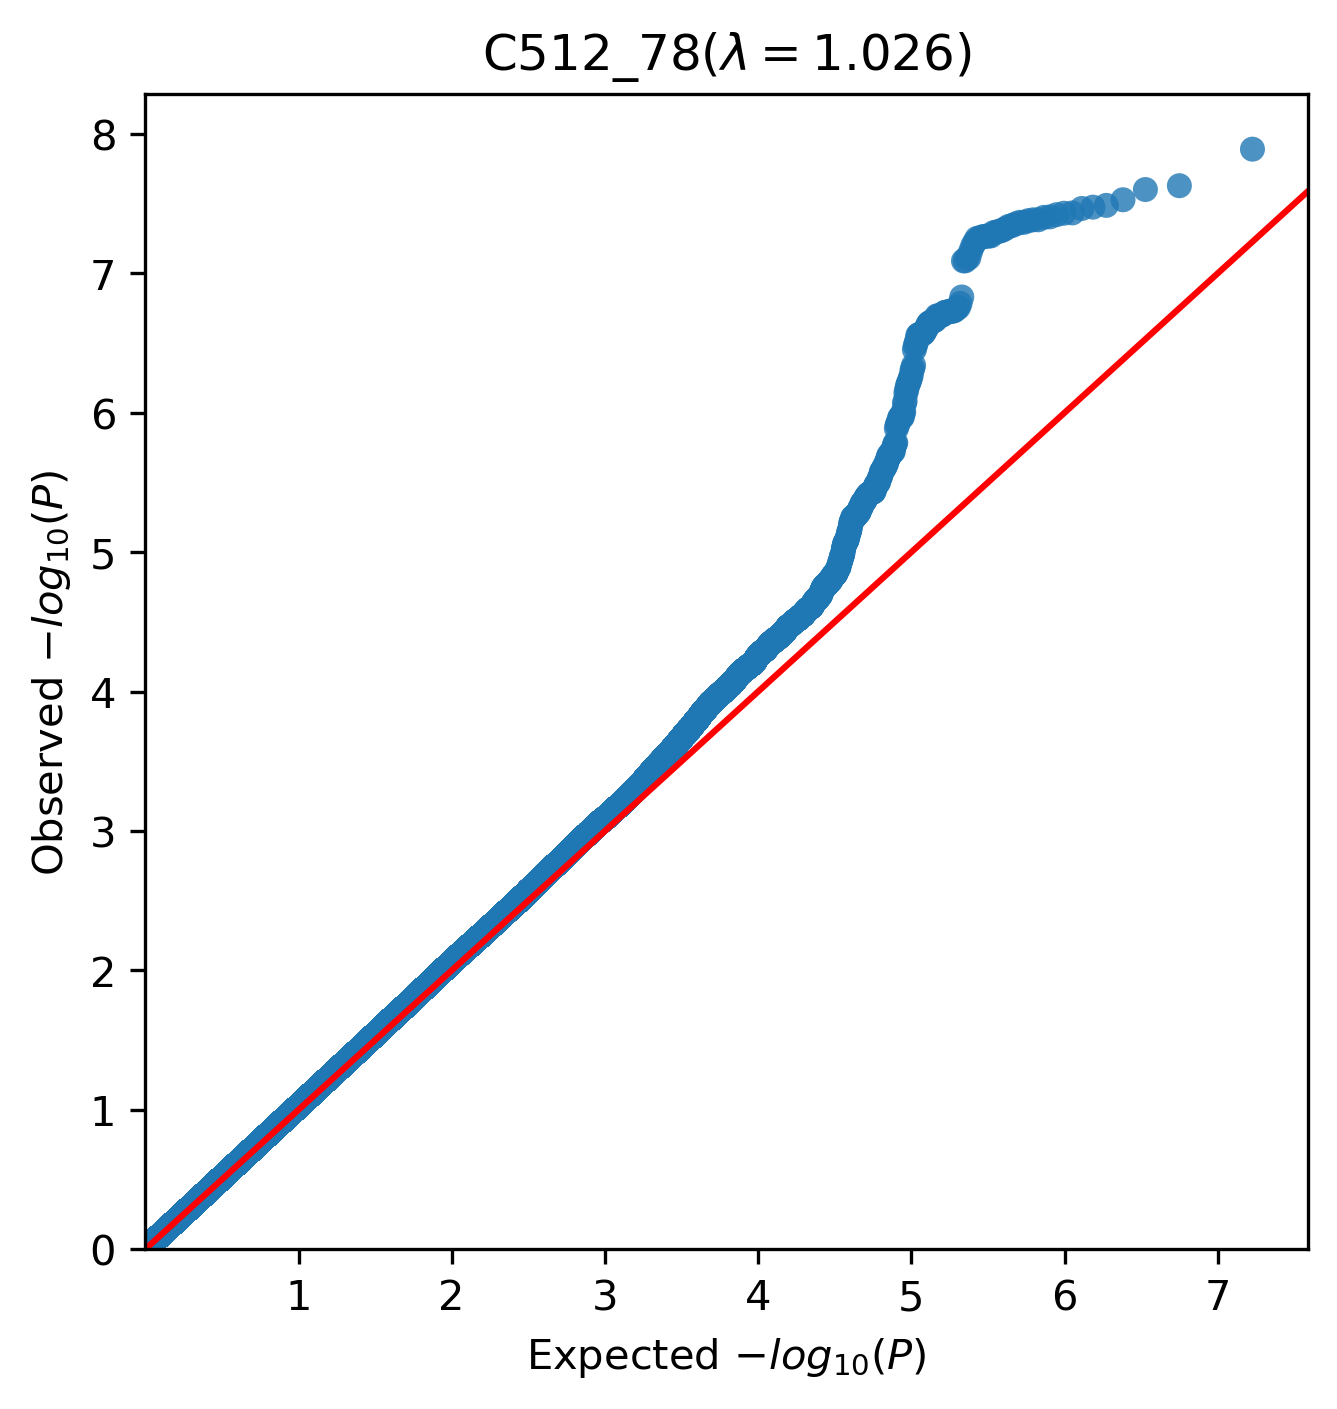 C512_78(λ = 1.026)
8
7
6
5
4
3
2
1
0
Observed −log10(P)
1 2 3 4 5 6 7
Expected −log10(P)